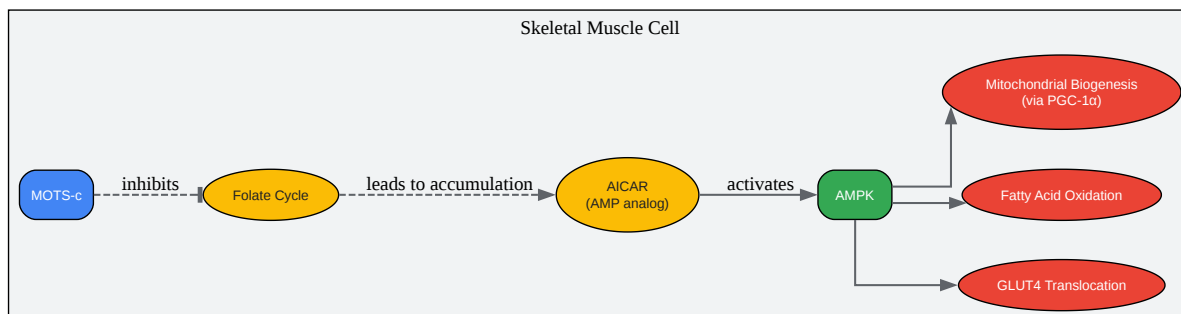 Skeletal Muscle Cell
Mitochondrial Biogenesis
(via PGC-1α)
MOTS-c
inhibits
Folate Cycle
leads to accumulation
AICAR
(AMP analog)
activates
AMPK
Fatty Acid Oxidation
GLUT4 Translocation